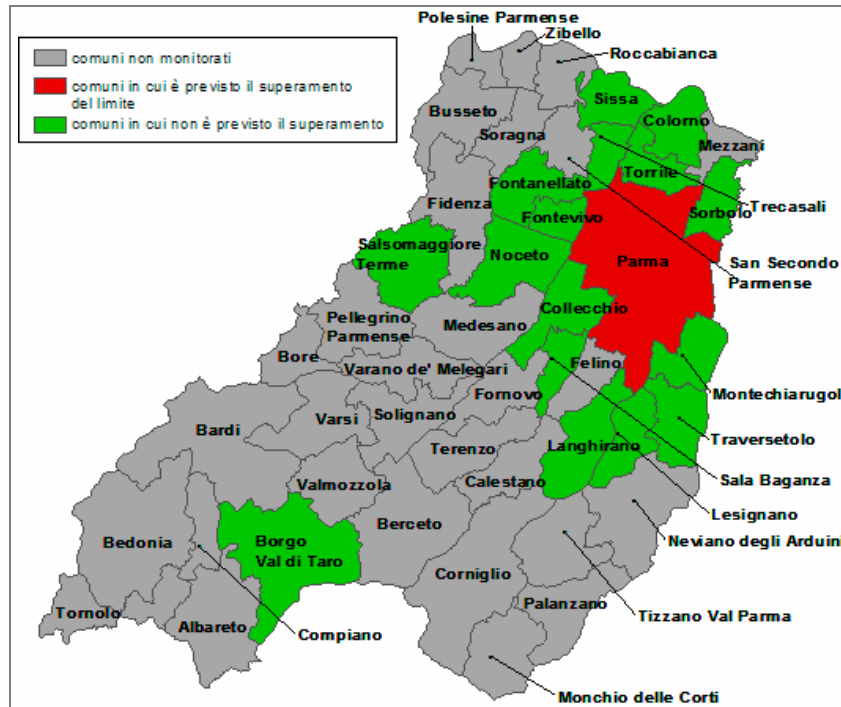 Polesine Parmense
Zibello
Roccabianca
comuni non monitorati
comuni in cui è previsto il superamento
del limite
comuni in cui non è previsto il superamento
Sissa
Busseto
Colorno
Soragna
Mezzani
Torrile
Fontanellato
Trecasali
Fidenza
Fontevivo
Sorbolo
Salsomaggiore
Terme
Noceto
Parma
San Secondo
Parmense
Collecchio
Pellegrino
Parmense
Medesano
Bore
Felino
Varano de' Melegari
Fornovo
Montechiarugol
Solignano
Varsi
Bardi
Traversetolo
Terenzo
Langhirano
Sala Baganza
Valmozzola
Calestano
Lesignano
Berceto
Borgo
Val di Taro
Bedonia
Neviano degli Arduini
Corniglio
Palanzano
Tornolo
Tizzano Val Parma
Albareto
Compiano
Monchio delle Corti